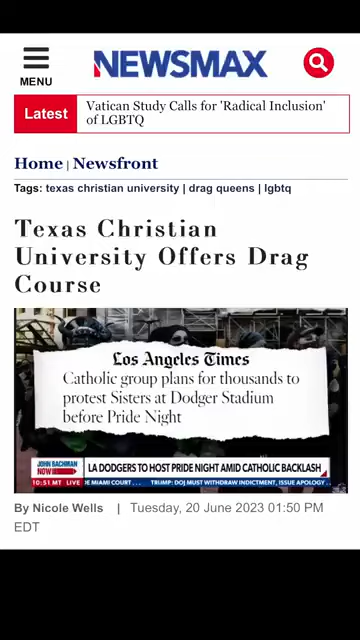 NEWSMAX
MENU
Latest
Vatican Study Calls for 'Radical Inclusion'
of LGBTQ
Home | Newsfront
Tags: texas christian university | drag queens | lgbtq
Texas Christian
University Offers Drag
Course
Los Angeles Times
Catholic group plans for thousands to
protest Sisters at Dodger Stadium
before Pride Night
JOHN BACHMAN
NOW
LA DODGERS TO HOST PRIDE NIGHT AMID CATHOLIC BACKLASH
10:51 MT LIVE
DE MIAMI COURT . . . TRUMP: DOJ MUST WITHDRAW INDICTMENT, ISSUE APOLOGY . .
By Nicole Wells | Tuesday, 20 June 2023 01:50 PM
EDT